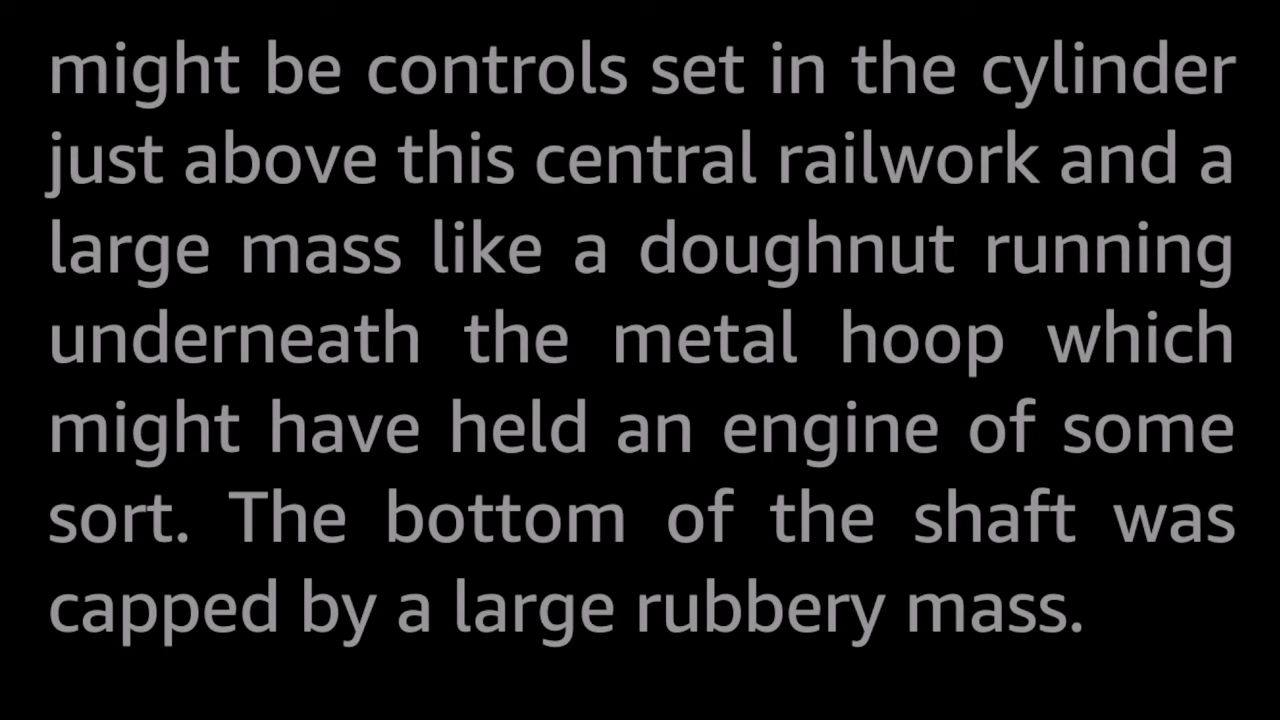 might be controls set in the cylinder
just above this central railwork and a
large mass like a doughnut running
underneath the metal hoop which
might have held an engine of some
sort. The bottom of the shaft was
capped by a large rubbery mass.